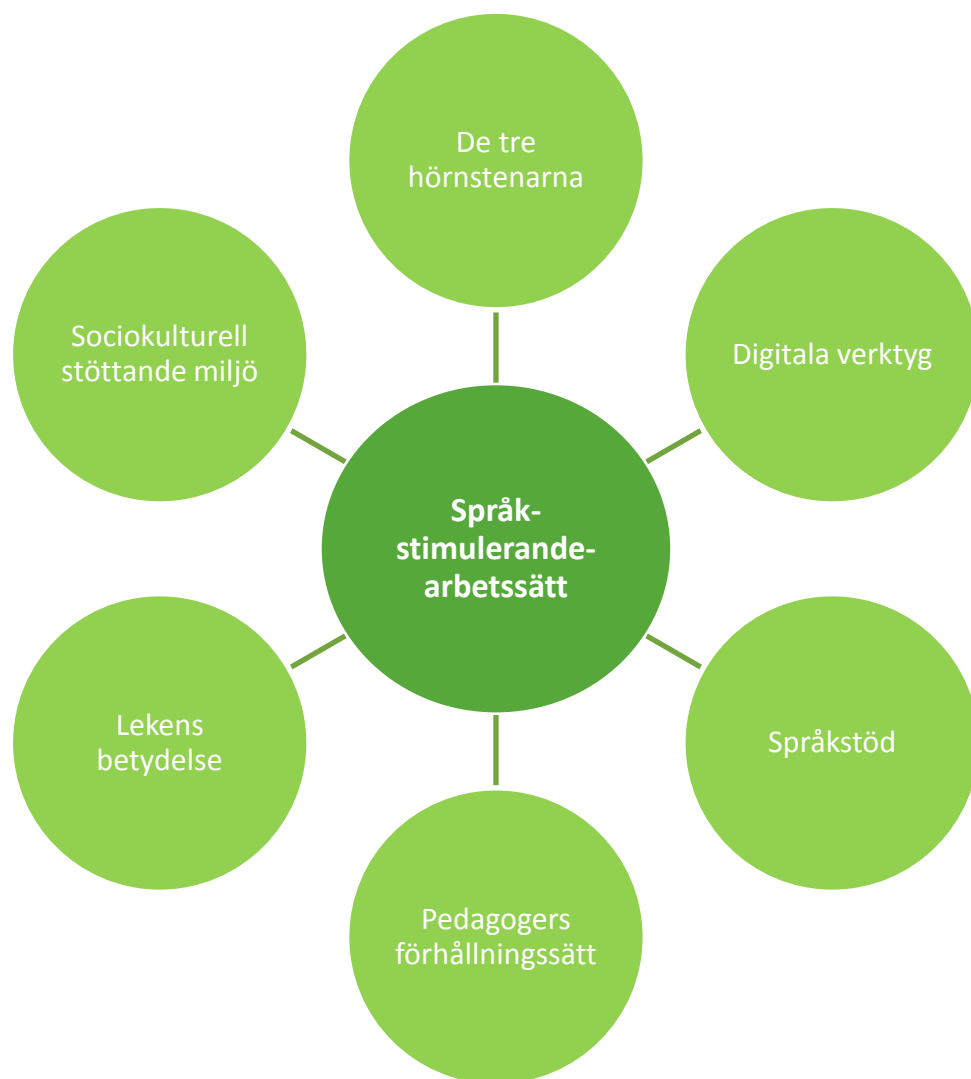 De tre
hörnstenarna
Sociokulturell
stöttande miljö
Digitala verktyg
Språk-
stimulerande-
arbetssätt
Lekens
betydelse
Språkstöd
Pedagogers
förhållningssätt